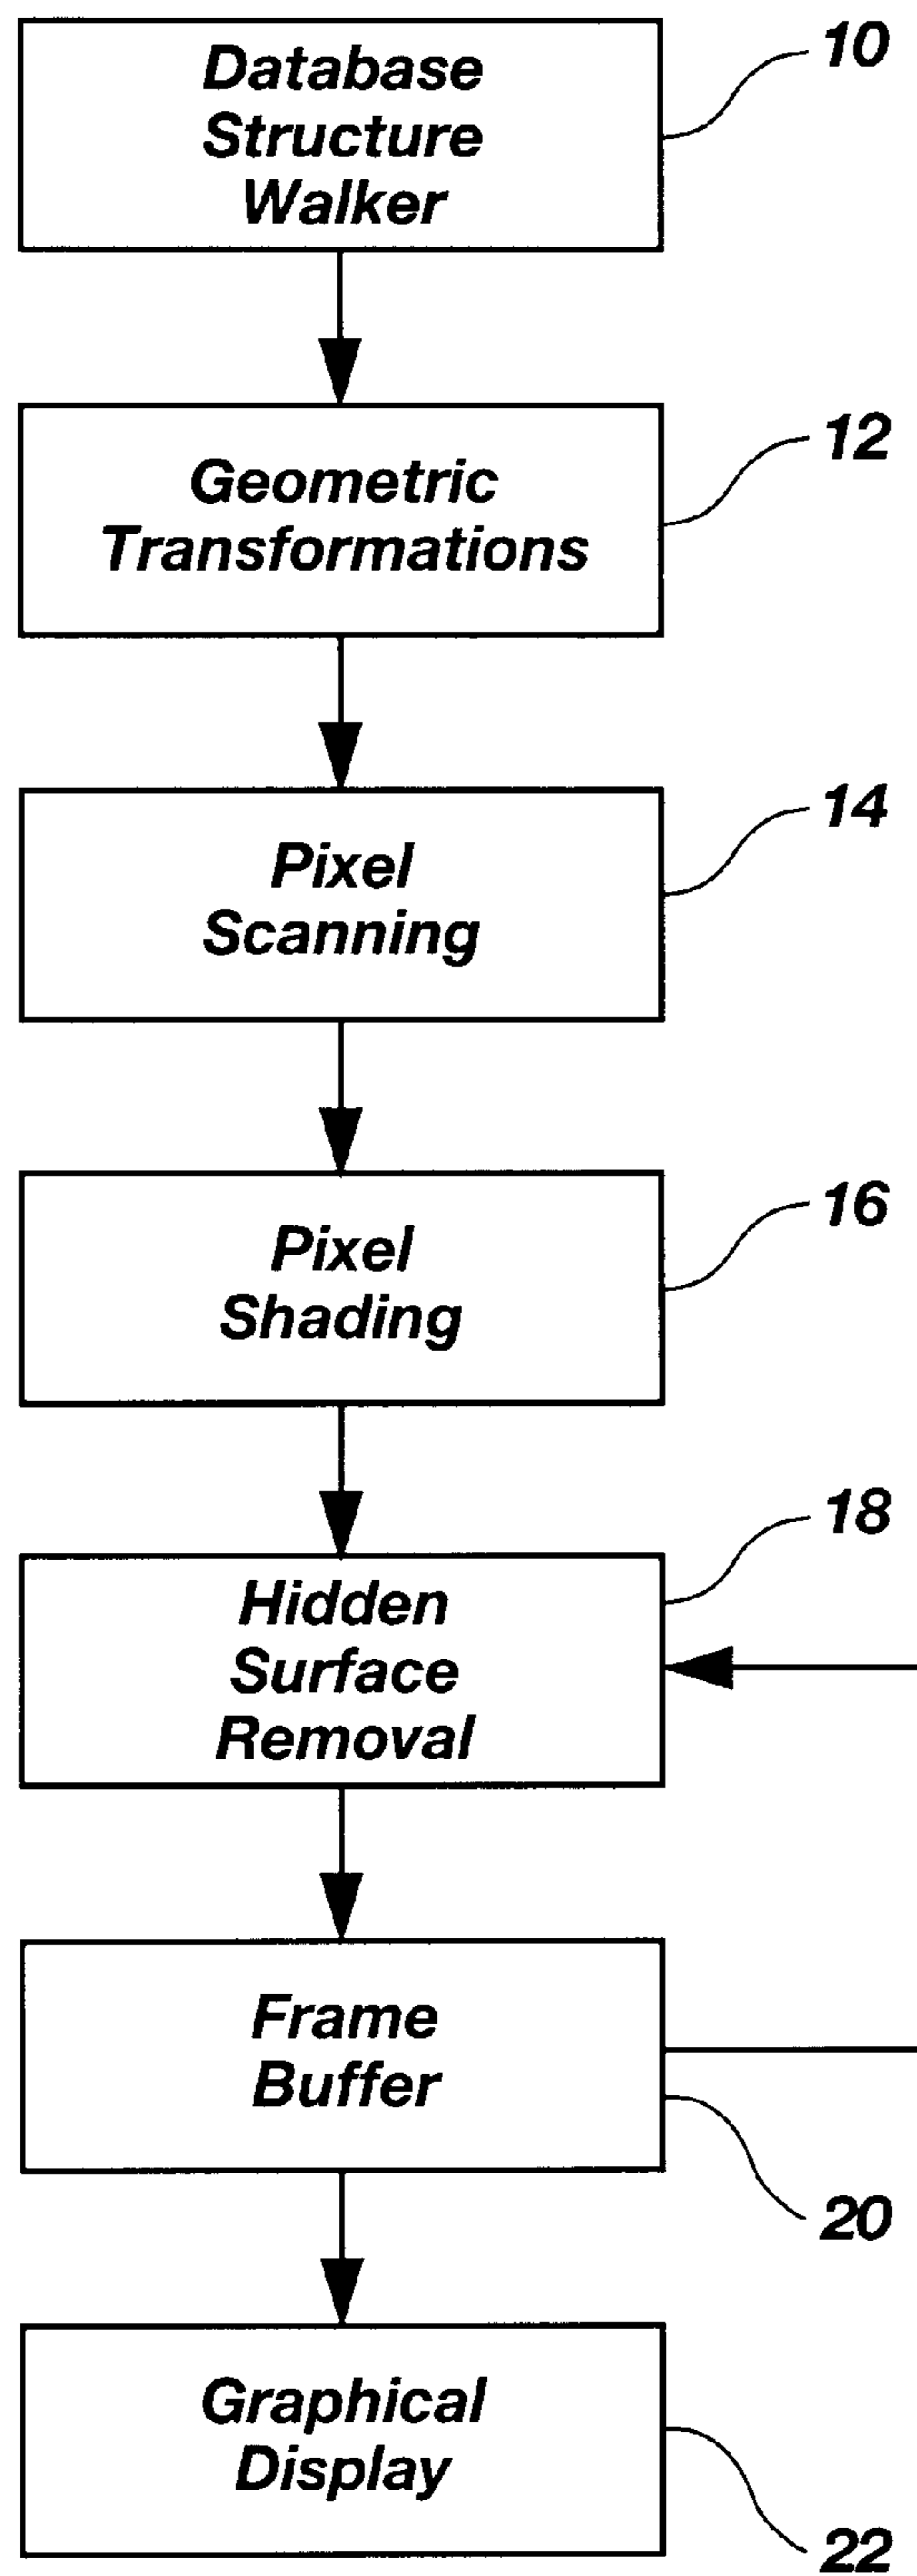 Database
Structure
Walker
10
Geometric
Transformations
12
Pixel
Scanning
14
Pixel
Shading
16
Hidden
Surface
Removal
18
Frame
Buffer
20
Graphical
Display
22